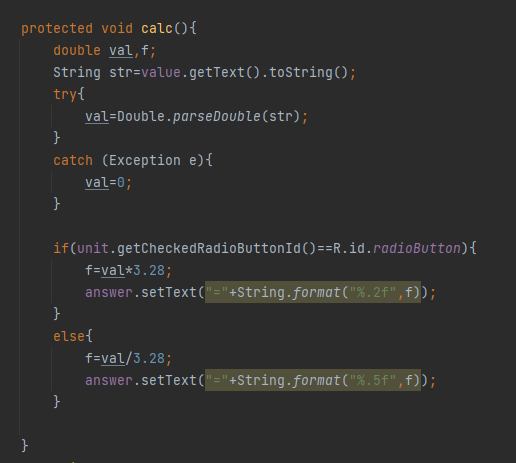 protected void calc(){
double val,f;
String str=value.getText().toString();
try{
val=Double.parseDouble(str);
}
catch (Exception e){
val=0;
}
if(unit.getCheckedRadioButtonId()==R.id.radioButton){
f=val*3.28;
answer.setText("="+String.format("%.2f",f));
}
else{
f=val/3.28;
answer.setText("="+String.format("%.5f",f));
}
}